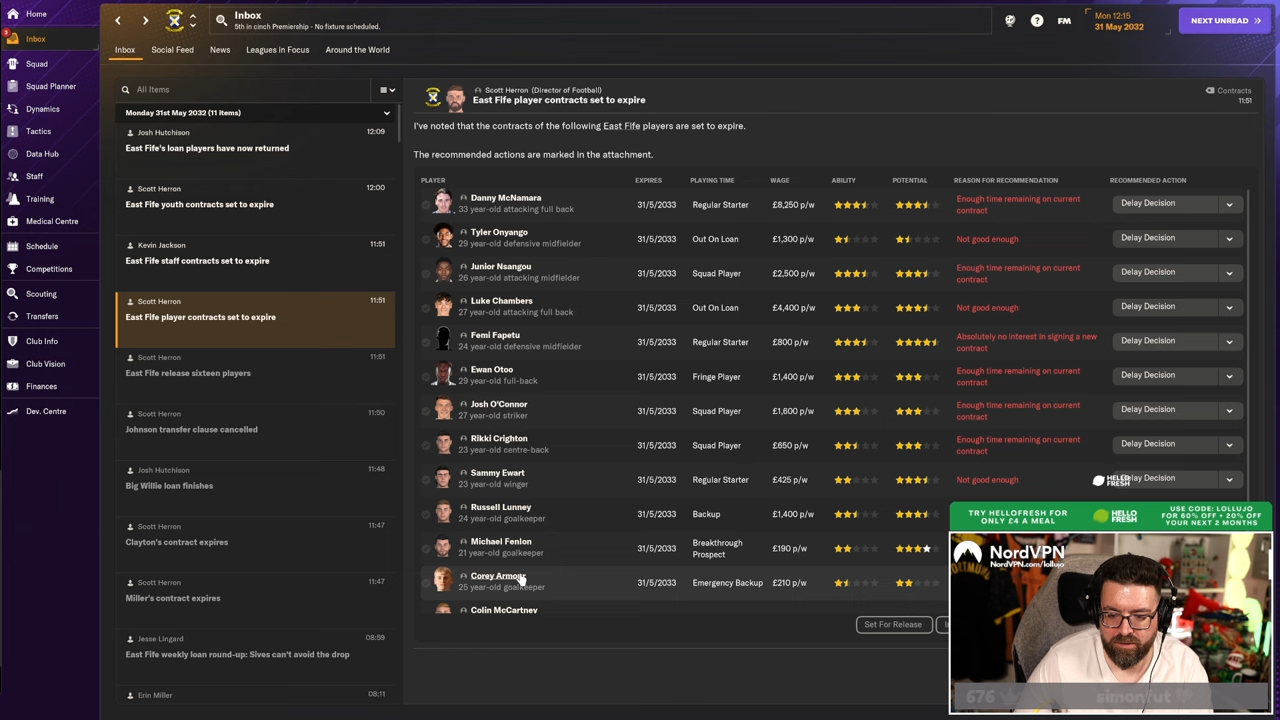 Home
Inbox
5th in cinch Premiership - No fixture scheduled.
FM
Mon 12:15
31 May 2032
NEXT UNREAD
3
Inbox
Squad
Squad Planner
Dynamics
Tactics
Data Hub
Staff
Training
Medical Centre
Schedule
Competitions
Scouting
Transfers
Club Info
Club Vision
Finances
Dev. Centre
Inbox
Social Feed
News
Leagues in Focus
Around the World
All Items
Monday 31st May 2032 (11 items)
Josh Hutchison 12:09
East Fife's loan players have now returned
Scott Herron 12:00
East Fife youth contracts set to expire
Kevin Jackson 11:51
East Fife staff contracts set to expire
Scott Herron 11:51
East Fife player contracts set to expire
Scott Herron 11:51
East Fife release sixteen players
Scott Herron 11:50
Johnson transfer clause cancelled
Josh Hutchison 11:48
Big Willie loan finishes
Scott Herron 11:47
Clayton's contract expires
Scott Herron 11:47
Miller's contract expires
Jesse Lingard 08:59
East Fife weekly loan round-up: Sives can't avoid the drop
Erin Miller 08:11
Scott Herron (Director of Football)
East Fife player contracts set to expire
Contracts
11:51
I've noted that the contracts of the following East Fife players are set to expire.
The recommended actions are marked in the attachment.
PLAYER EXPIRES PLAYING TIME WAGE ABILITY POTENTIAL REASON FOR RECOMMENDATION RECOMMENDED ACTION
Danny McNamara
33 year-old attacking full back
31/5/2033 Regular Starter £8,250 p/w
Enough time remaining on current
contract
Delay Decision
Tyler Onyango
29 year-old defensive midfielder
31/5/2033 Out On Loan £1,300 p/w Not good enough Delay Decision
Junior Nsangou
26 year-old attacking midfielder
31/5/2033 Squad Player £2,500 p/w
Enough time remaining on current
contract
Delay Decision
Luke Chambers
27 year-old attacking full back
31/5/2033 Out On Loan £4,400 p/w Not good enough Delay Decision
Femi Fapetu
24 year-old defensive midfielder
31/5/2033 Regular Starter £800 p/w
Absolutely no interest in signing a new
contract
Delay Decision
Ewan Otoo
29 year-old full-back
31/5/2033 Fringe Player £1,400 p/w
Enough time remaining on current
contract
Delay Decision
Josh O'Connor
27 year-old striker
31/5/2033 Squad Player £1,600 p/w
Enough time remaining on current
contract
Delay Decision
Rikki Crighton
23 year-old centre-back
31/5/2033 Squad Player £650 p/w
Enough time remaining on current
contract
Delay Decision
Sammy Ewart
23 year-old winger
31/5/2033 Regular Starter £425 p/w Not good enough Delay Decision
HELLO
FRESH
Russell Lunney
24 year-old goalkeeper
31/5/2033 Backup £1,400 p/w
Michael Fenlon
21 year-old goalkeeper
31/5/2033 Breakthrough
Prospect
£190 p/w
Corey Armour
25 year-old goalkeeper
31/5/2033 Emergency Backup £210 p/w
Colin McCartney
Set For Release
TRY HELLOFRESH FOR
ONLY £4 A MEAL
HELLO
FRESH
USE CODE: LOLLUJO
FOR 60% OFF + 20% OFF
YOUR NEXT 2 MONTHS
NordVPN
NordVPN.com/lollujo
676 simonfut